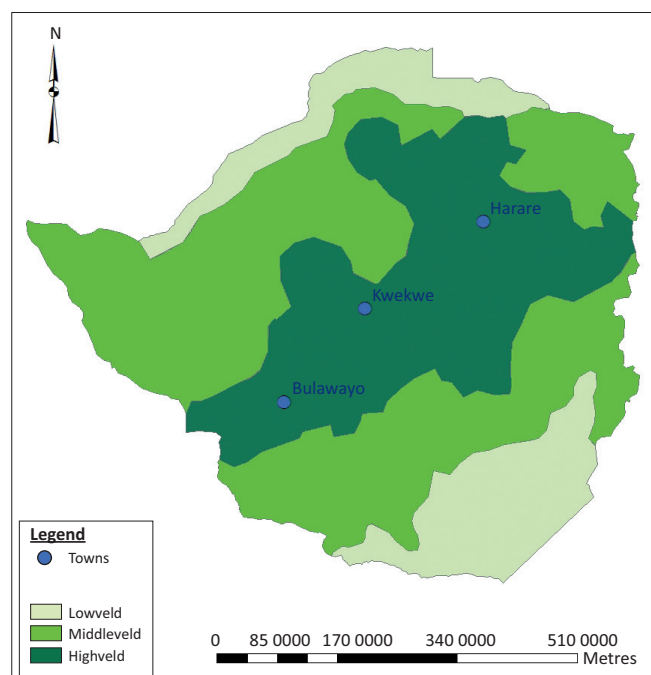 N
Harare
Kwekwe
Bulawayo
Legend
Towns
Lowveld
Middleveld
Highveld
0 85 0000 170 0000 340 0000 510 0000
Metres